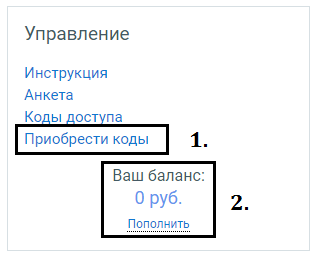 Управление
Инструкция
Анкета
Коды доступа
Приобрести коды 1.
Ваш баланс:
0 руб. 2.
Пополнить